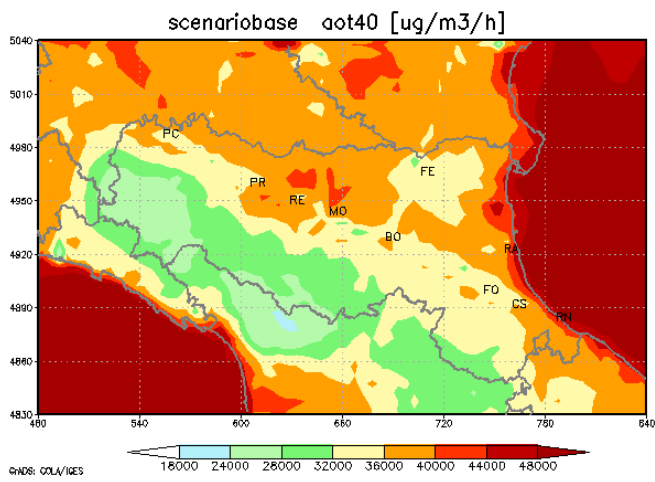 scenariobase aot40 [ug/m3/h]
5040
5010
4980
4950
4920
4890
4860
4830
PC
PR
RE
MO
FE
BO
RA
FO
CS
RN
480 540 600 660 720 780 840
18000 24000 28000 32000 36000 40000 44000 48000
GrADS: COLA/IGES